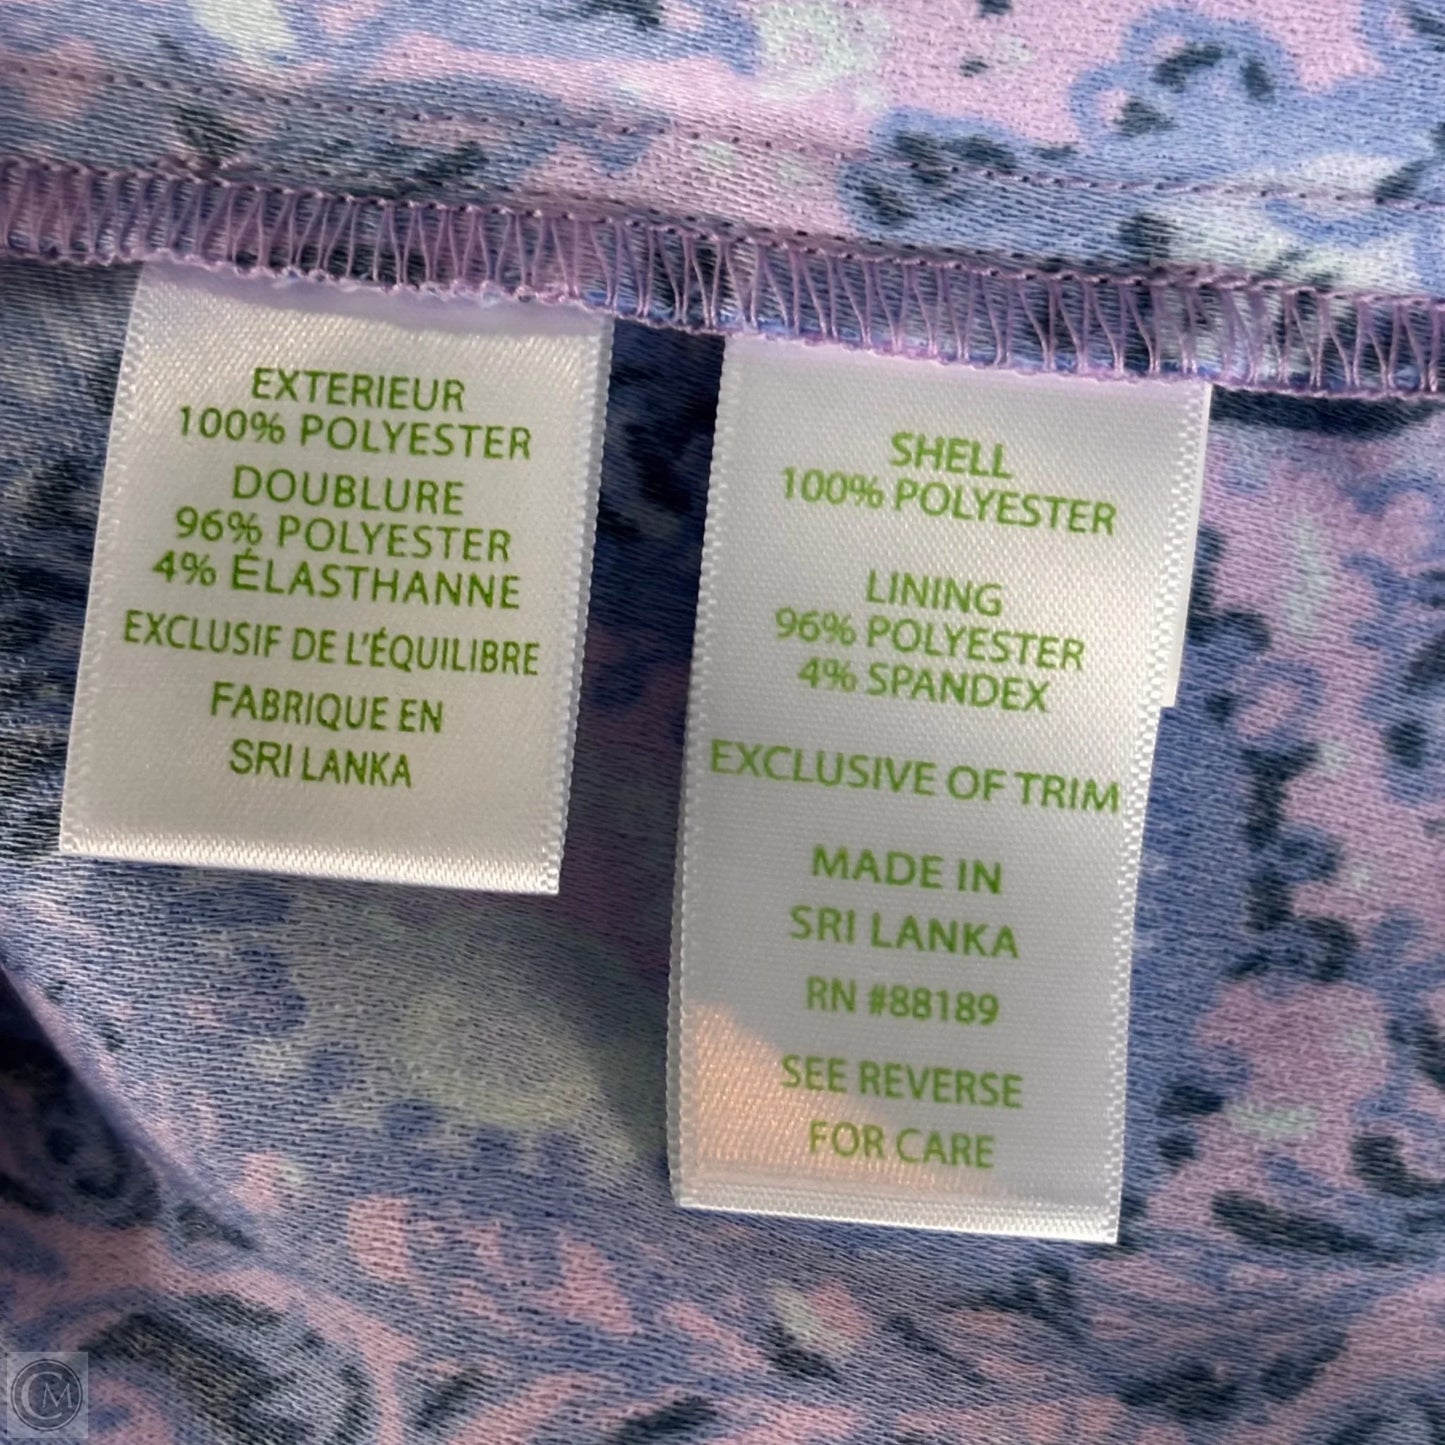 EXTERIEUR
100% POLYESTER
DOUBLURE
96% POLYESTER
4% ÉLASTHANNE
EXCLUSIF DE L'ÉQUILIBRE
FABRIQUE EN
SRI LANKA
SHELL
100% POLYESTER
LINING
96% POLYESTER
4% SPANDEX
EXCLUSIVE OF TRIM
MADE IN
SRI LANKA
RN #88189
SEE REVERSE
FOR CARE
CM